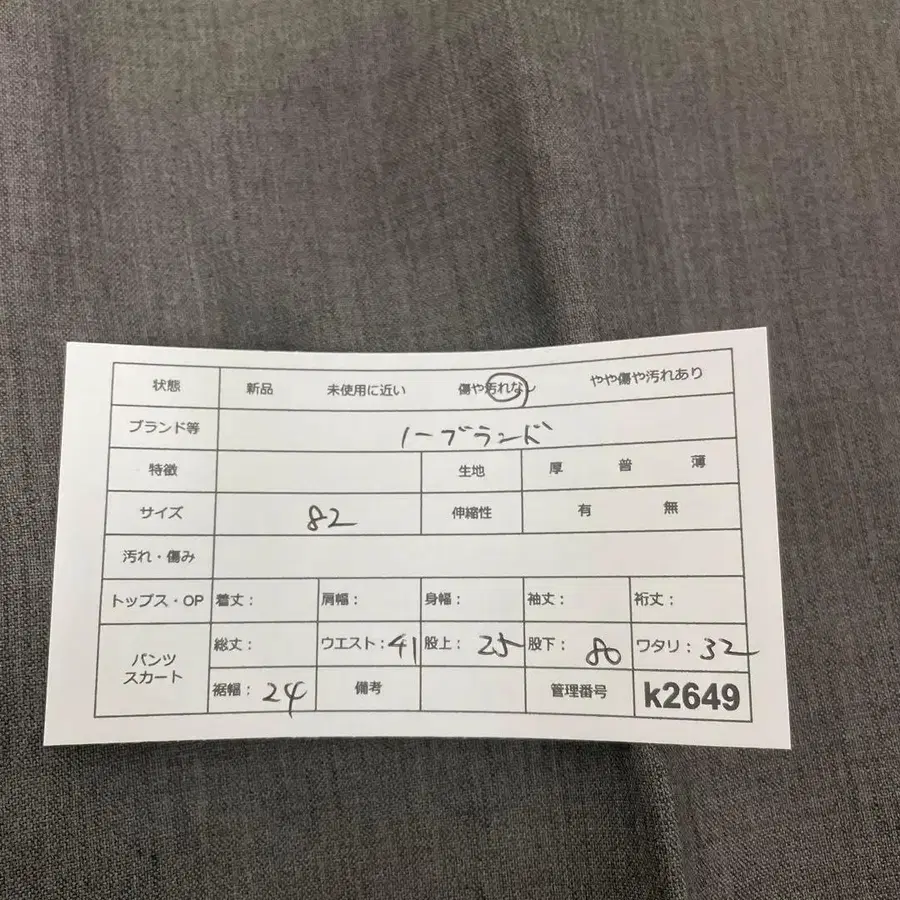 状態 新品 未使用に近い 傷や汚れなし やや傷や汚れあり
ブランド等 ノーブランド
特徴 生地 厚 普 薄
サイズ 82 伸縮性 有 無
汚れ・傷み
トップス・OP 着丈： 肩幅： 身幅： 袖丈： 裄丈：
パンツ スカート 総丈： ウエスト：41 股上：25 股下：80 ワタリ：32
裾幅：24 備考 管理番号 k2649